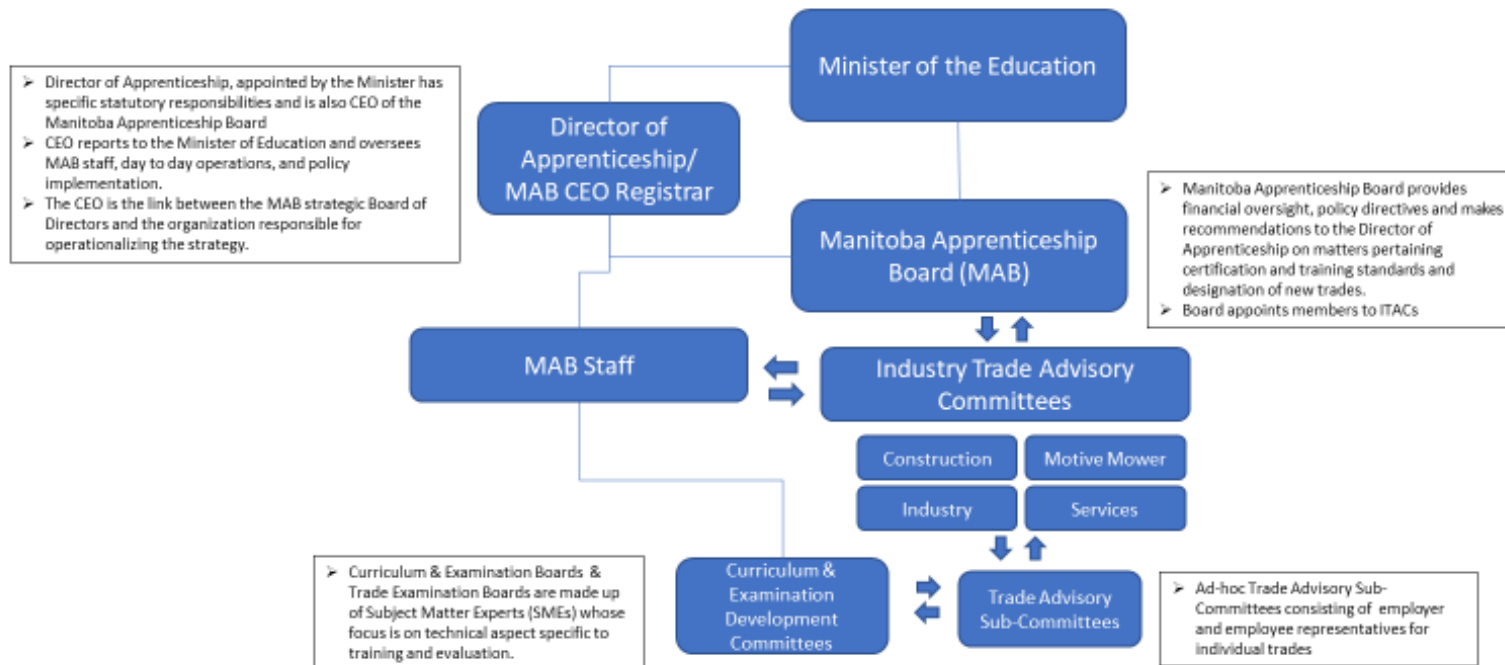 Minister of the Education
➢ Director of Apprenticeship, appointed by the Minister has
specific statutory responsibilities and is also CEO of the
Manitoba Apprenticeship Board
➢ CEO reports to the Minister of Education and oversees
MAB staff, day to day operations, and policy
implementation.
➢ The CEO is the link between the MAB strategic Board of
Directors and the organization responsible for
operationalizing the strategy.
Director of
Apprenticeship/
MAB CEO Registrar
➢ Manitoba Apprenticeship Board provides
financial oversight, policy directives and makes
recommendations to the Director of
Apprenticeship on matters pertaining
certification and training standards and
designation of new trades.
➢ Board appoints members to ITACs
Manitoba Apprenticeship
Board (MAB)
MAB Staff
Industry Trade Advisory
Committees
Construction
Motive Mower
Industry
Services
➢ Curriculum & Examination Boards &
Trade Examination Boards are made up
of Subject Matter Experts (SMEs) whose
focus is on technical aspect specific to
training and evaluation.
Curriculum &
Examination
Development
Committees
Trade Advisory
Sub-Committees
➢ Ad-hoc Trade Advisory Sub-
Committees consisting of employer
and employee representatives for
individual trades